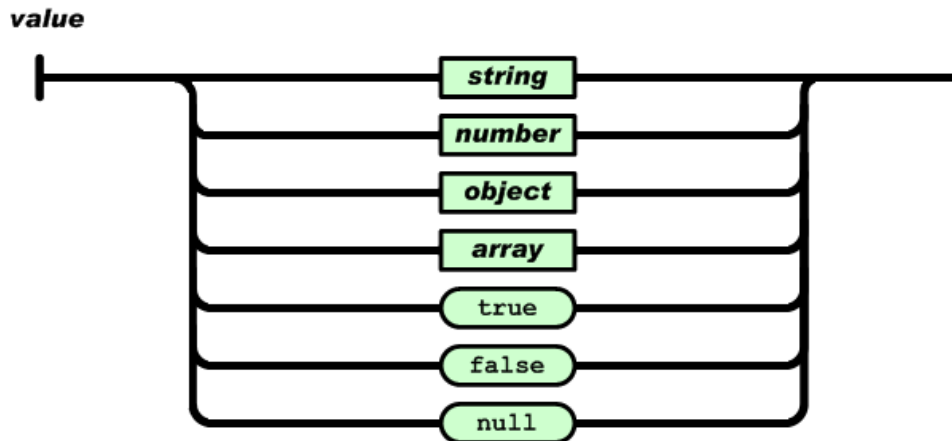 value
string
number
object
array
true
false
null